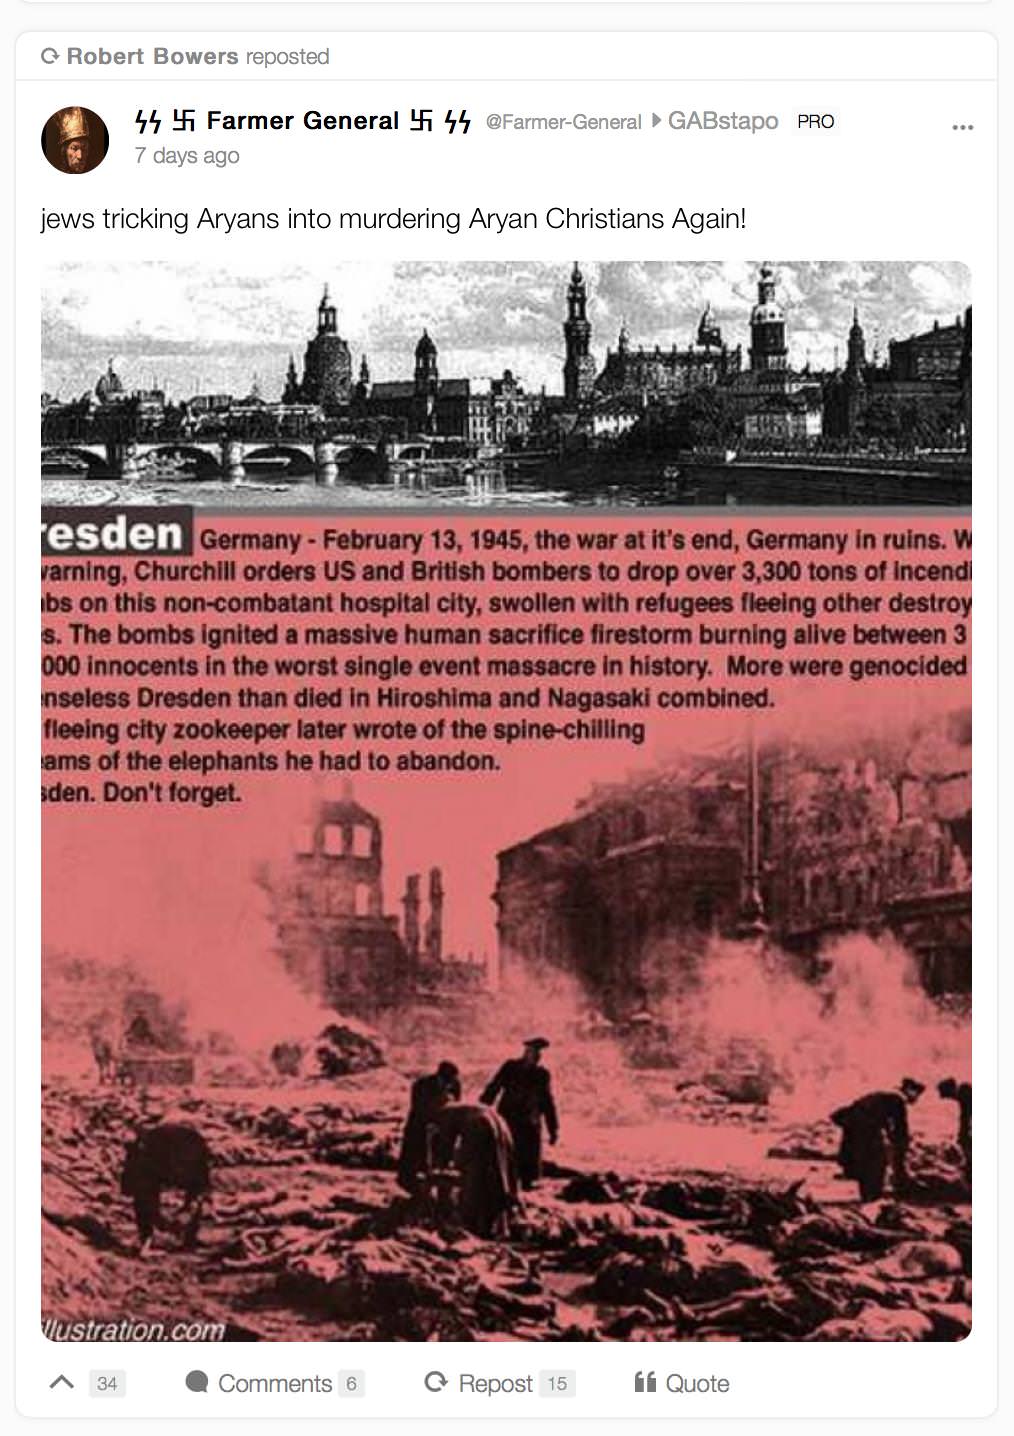 Robert Bowers reposted
ϟϟ 卐 Farmer General 卐 ϟϟ @Farmer-General GABstapo PRO
7 days ago
jews tricking Aryans into murdering Aryan Christians Again!
resden Germany - February 13, 1945, the war at it's end, Germany in ruins. W
varning, Churchill orders US and British bombers to drop over 3,300 tons of incendi
bs on this non-combatant hospital city, swollen with refugees fleeing other destroy
s. The bombs ignited a massive human sacrifice firestorm burning alive between 3
000 innocents in the worst single event massacre in history. More were genocided
nseless Dresden than died in Hiroshima and Nagasaki combined.
fleeing city zookeeper later wrote of the spine-chilling
ams of the elephants he had to abandon.
sden. Don't forget.
llustration.com
34 Comments 6 Repost 15 Quote